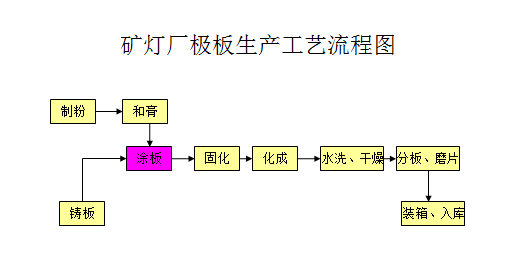 矿灯厂极板生产工艺流程图
制粉
和膏
涂板
固化
化成
水洗、干燥
分板、磨片
铸板
装箱、入库